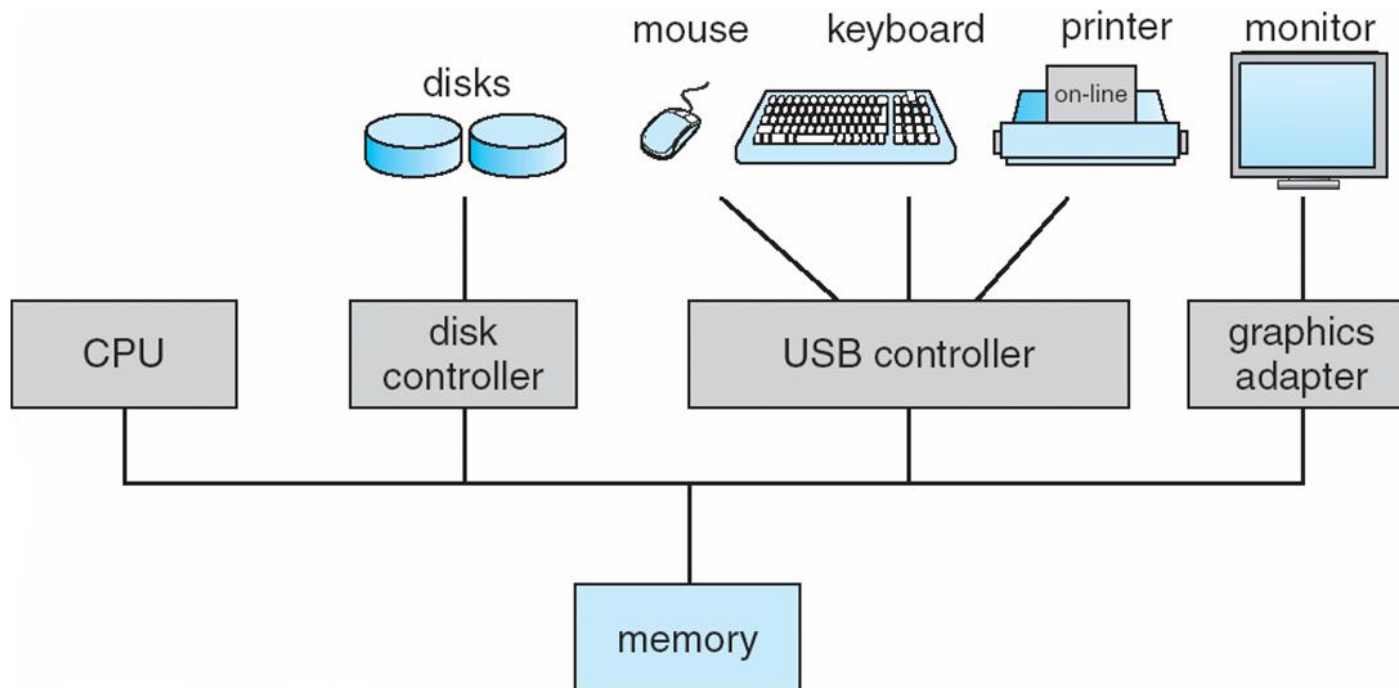 mouse
keyboard
printer
monitor
disks
on-line
CPU
disk
controller
USB controller
graphics
adapter
memory